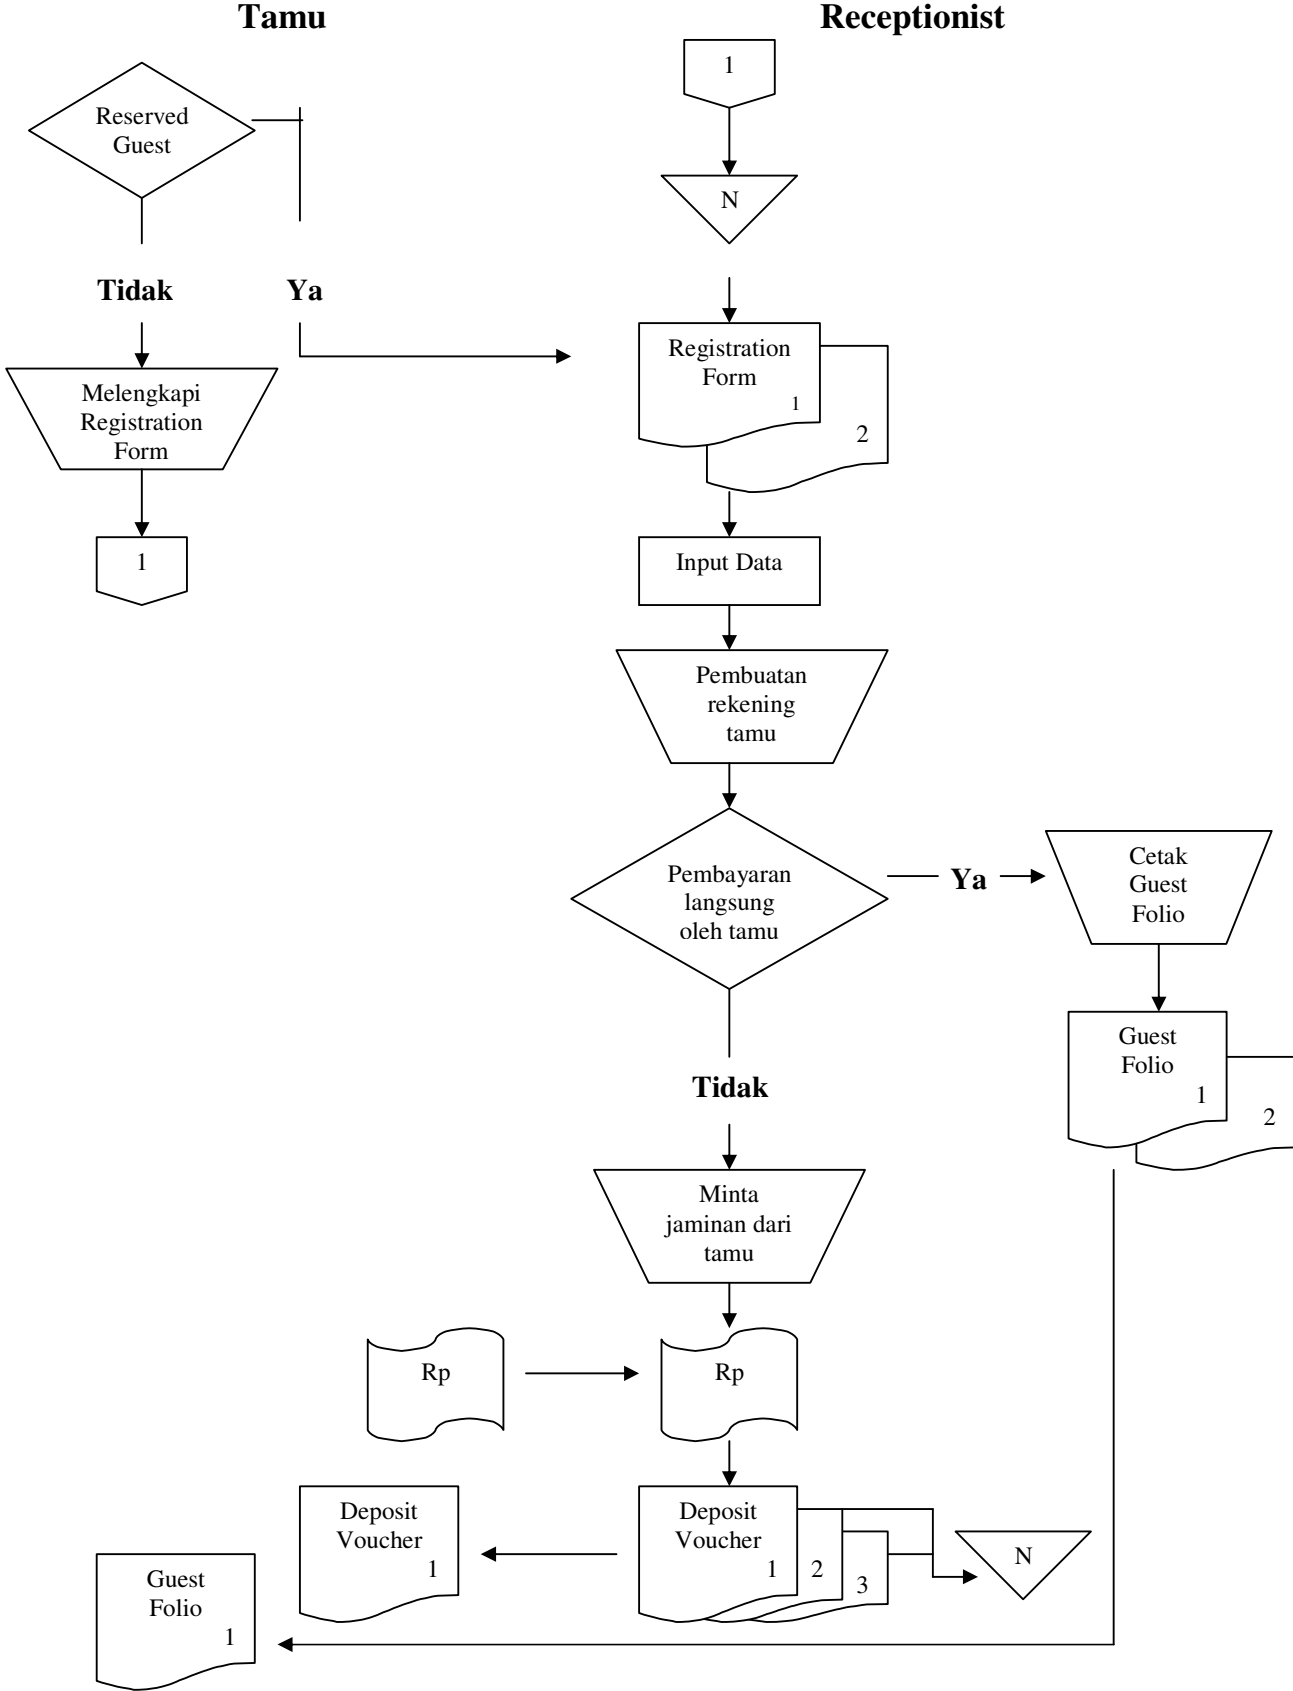 Tamu
Receptionist
1
Reserved
Guest
N
Tidak
Ya
Registration
Form
1
2
Melengkapi
Registration
Form
1
Input Data
Pembuatan
rekening
tamu
Pembayaran
langsung
oleh tamu
Ya
Cetak
Guest
Folio
Guest
Folio
1
2
Tidak
Minta
jaminan dari
tamu
Rp
Rp
Deposit
Voucher
1
Deposit
Voucher
1
2
3
N
Guest
Folio
1